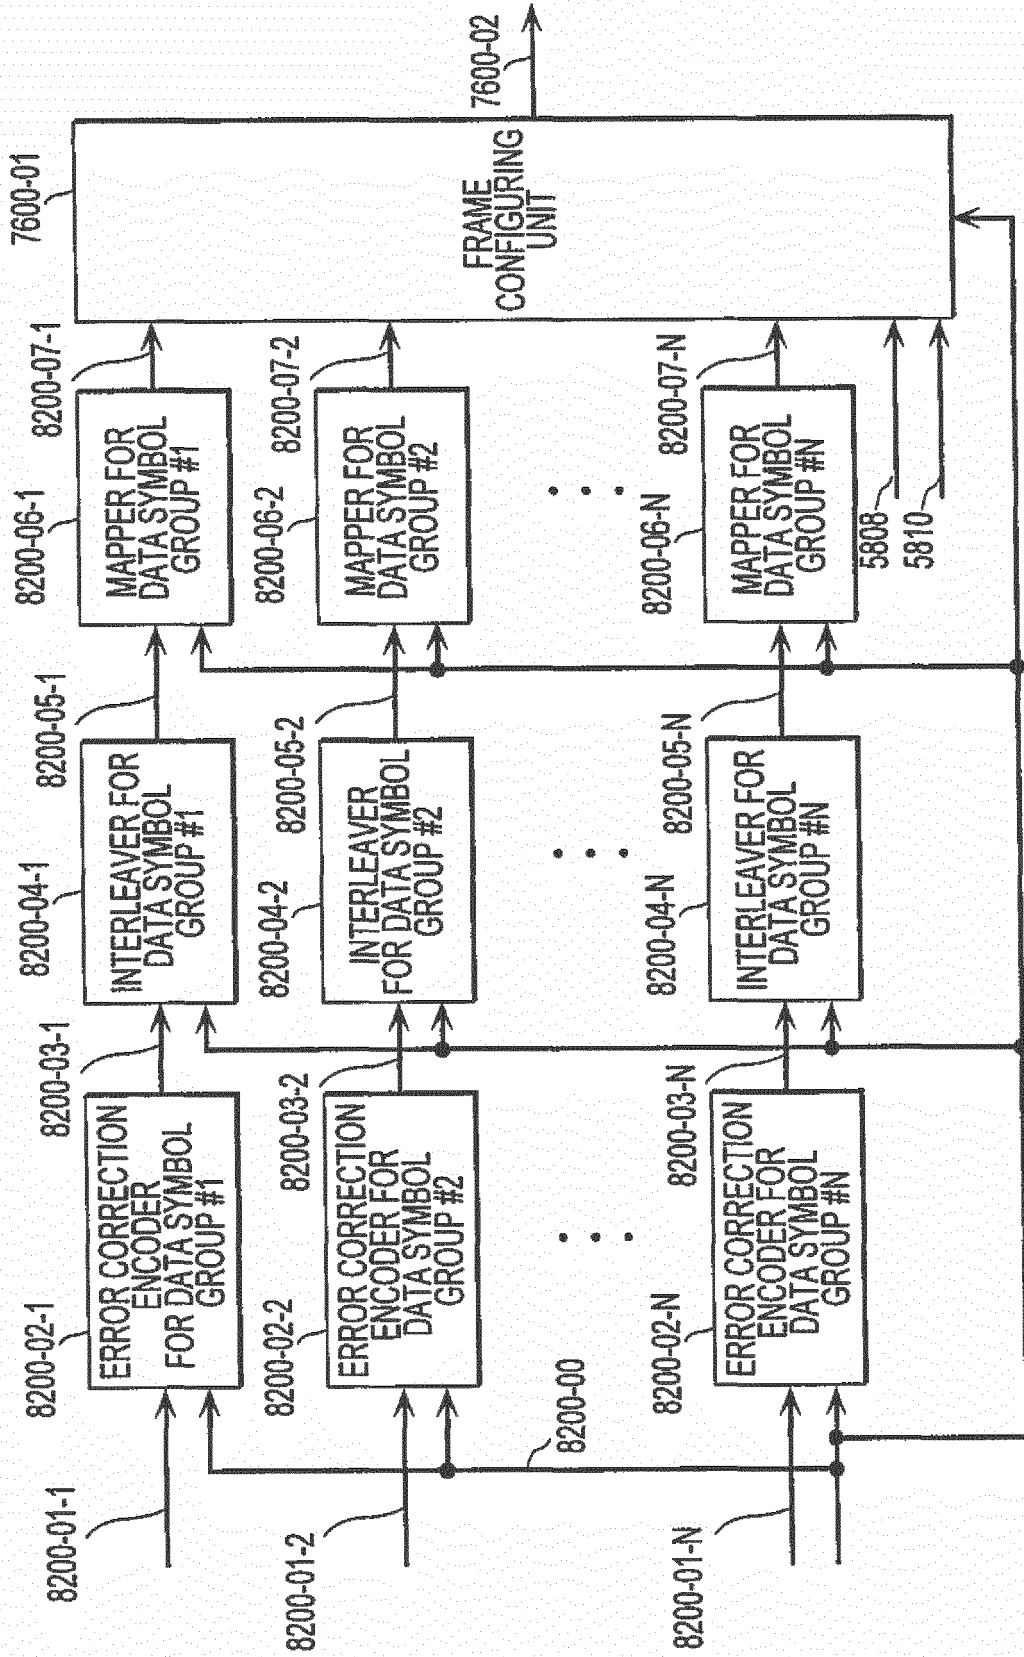 8200-01-1
8200-02-1
ERROR CORRECTION
ENCODER
FOR DATA SYMBOL
GROUP #1
8200-03-1
8200-04-1
INTERLEAVER FOR
DATA SYMBOL
GROUP #1
8200-05-1
8200-06-1
MAPPER FOR
DATA SYMBOL
GROUP #1
8200-07-1
7600-01
FRAME
CONFIGURING
UNIT
7600-02
8200-01-2
8200-02-2
ERROR CORRECTION
ENCODER FOR
DATA SYMBOL
GROUP #2
8200-03-2
8200-04-2
INTERLEAVER
FOR DATA SYMBOL
GROUP #2
8200-05-2
8200-06-2
MAPPER FOR
DATA SYMBOL
GROUP #2
8200-07-2
8200-00
8200-01-N
8200-02-N
ERROR CORRECTION
ENCODER FOR
DATA SYMBOL
GROUP #N
8200-03-N
8200-04-N
INTERLEAVER FOR
DATA SYMBOL
GROUP #N
8200-05-N
8200-06-N
MAPPER FOR
DATA SYMBOL
GROUP #N
8200-07-N
5808
5810